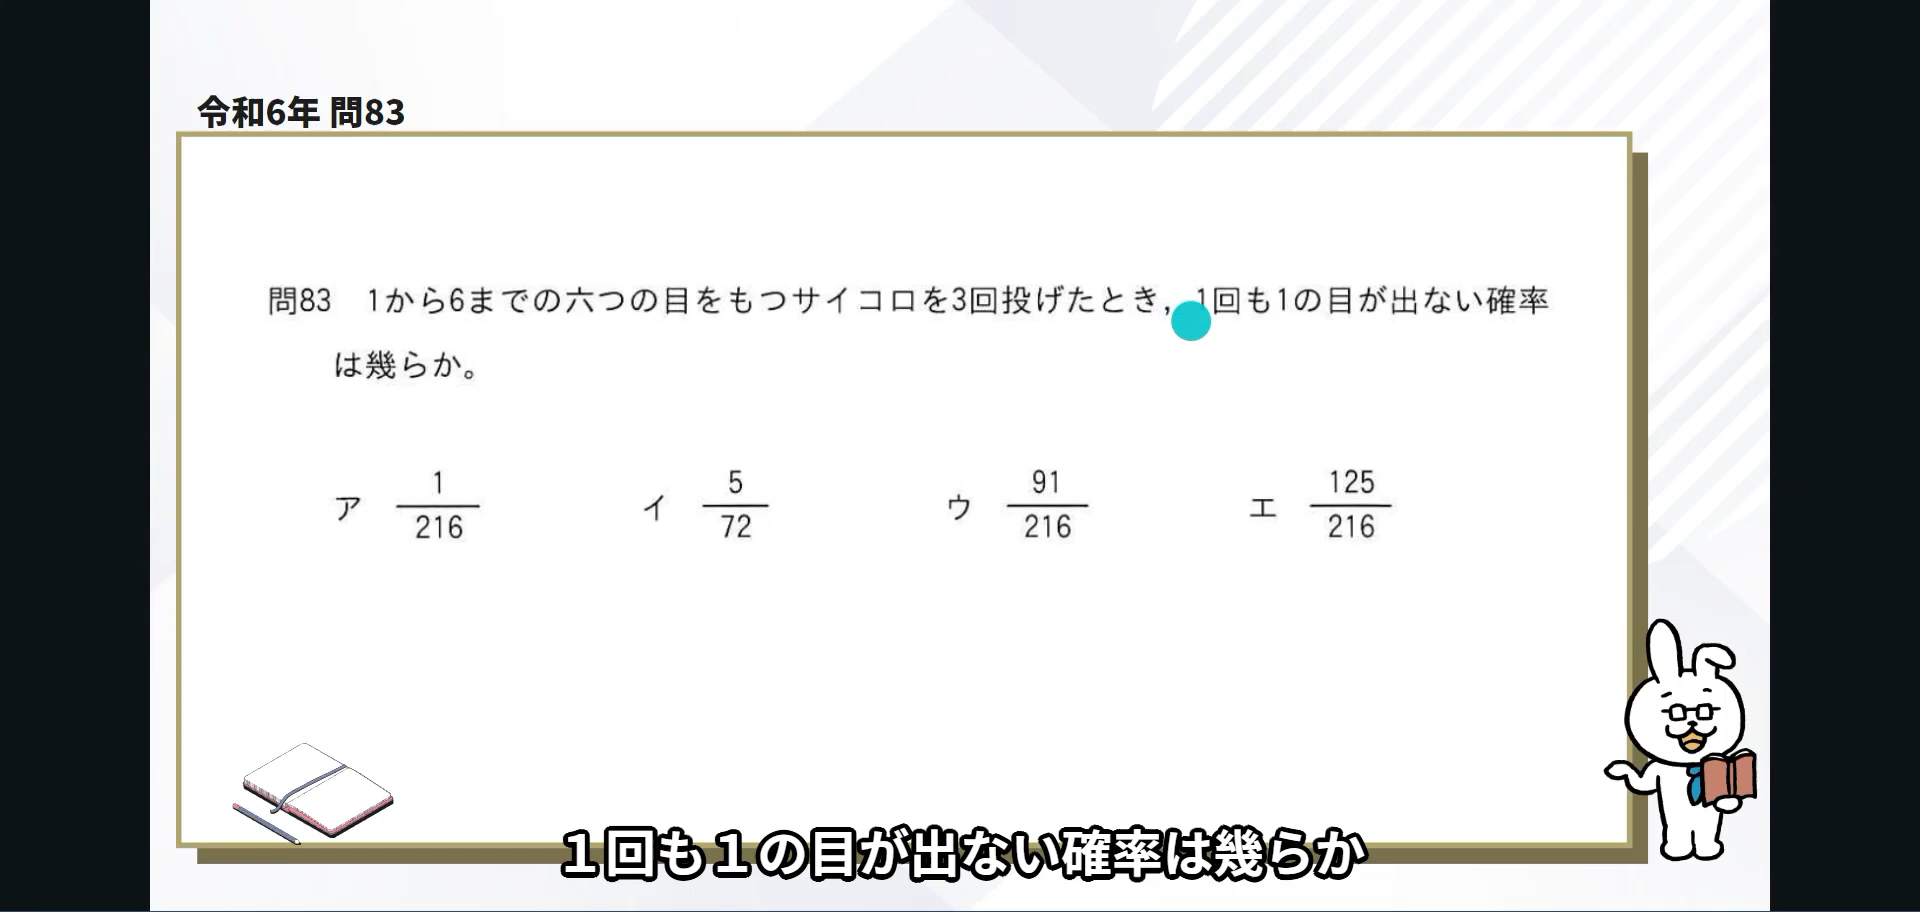 令和6年 問83
問83　1から6までの六つの目をもつサイコロを3回投げたとき，1回も1の目が出ない確率
は幾らか。
ア 1/216　イ 5/72　ウ 91/216　エ 125/216
１回も１の目が出ない確率は幾らか